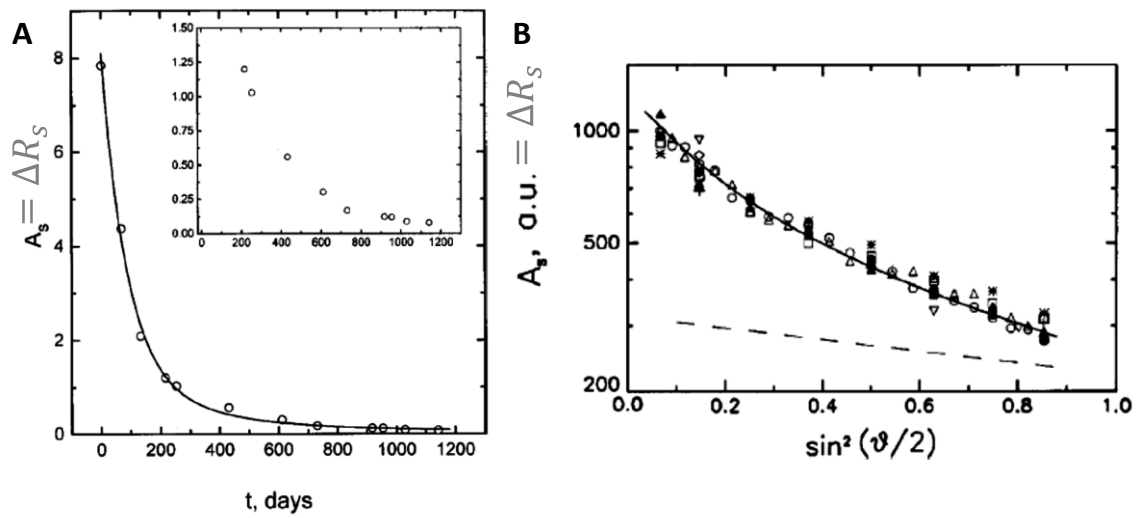 A
A_s = ΔR_S
8
6
4
2
0
0 200 400 600 800 1000 1200
t, days
1.50
1.25
1.00
0.75
0.50
0.25
0.00
0 200 400 600 800 1000 1200
B
A_s, a.u. = ΔR_S
1000
500
200
0.0 0.2 0.4 0.6 0.8 1.0
sin² (ϑ/2)